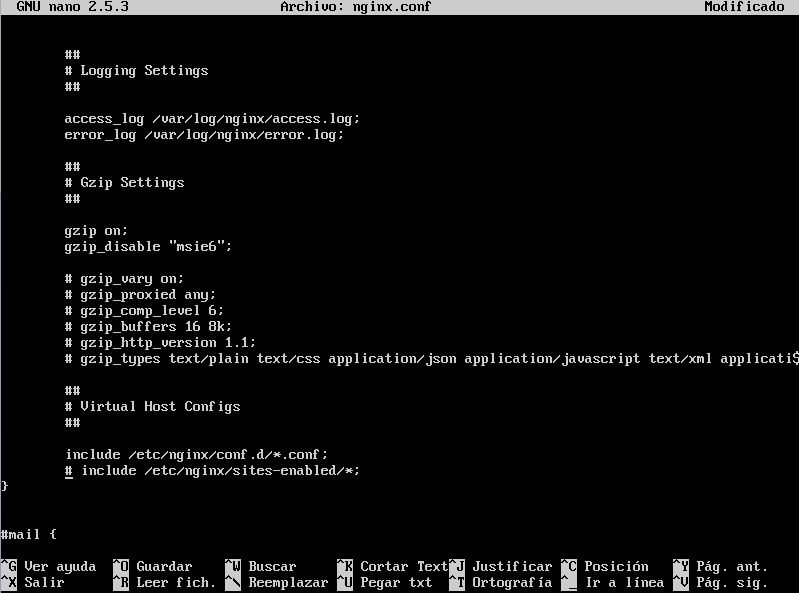 GNU nano 2.5.3 Archivo: nginx.conf Modificado
##
# Logging Settings
##
access_log /var/log/nginx/access.log;
error_log /var/log/nginx/error.log;
##
# Gzip Settings
##
gzip on;
gzip_disable "msie6";
# gzip_vary on;
# gzip_proxied any;
# gzip_comp_level 6;
# gzip_buffers 16 8k;
# gzip_http_version 1.1;
# gzip_types text/plain text/css application/json application/javascript text/xml applicati$
##
# Virtual Host Configs
##
include /etc/nginx/conf.d/*.conf;
# include /etc/nginx/sites-enabled/*;
}
#mail {
^G Ver ayuda ^O Guardar ^W Buscar ^K Cortar Text ^J Justificar ^C Posición ^Y Pág. ant.
^X Salir ^R Leer fich. ^\ Reemplazar ^U Pegar txt ^T Ortografía ^_ Ir a línea ^V Pág. sig.